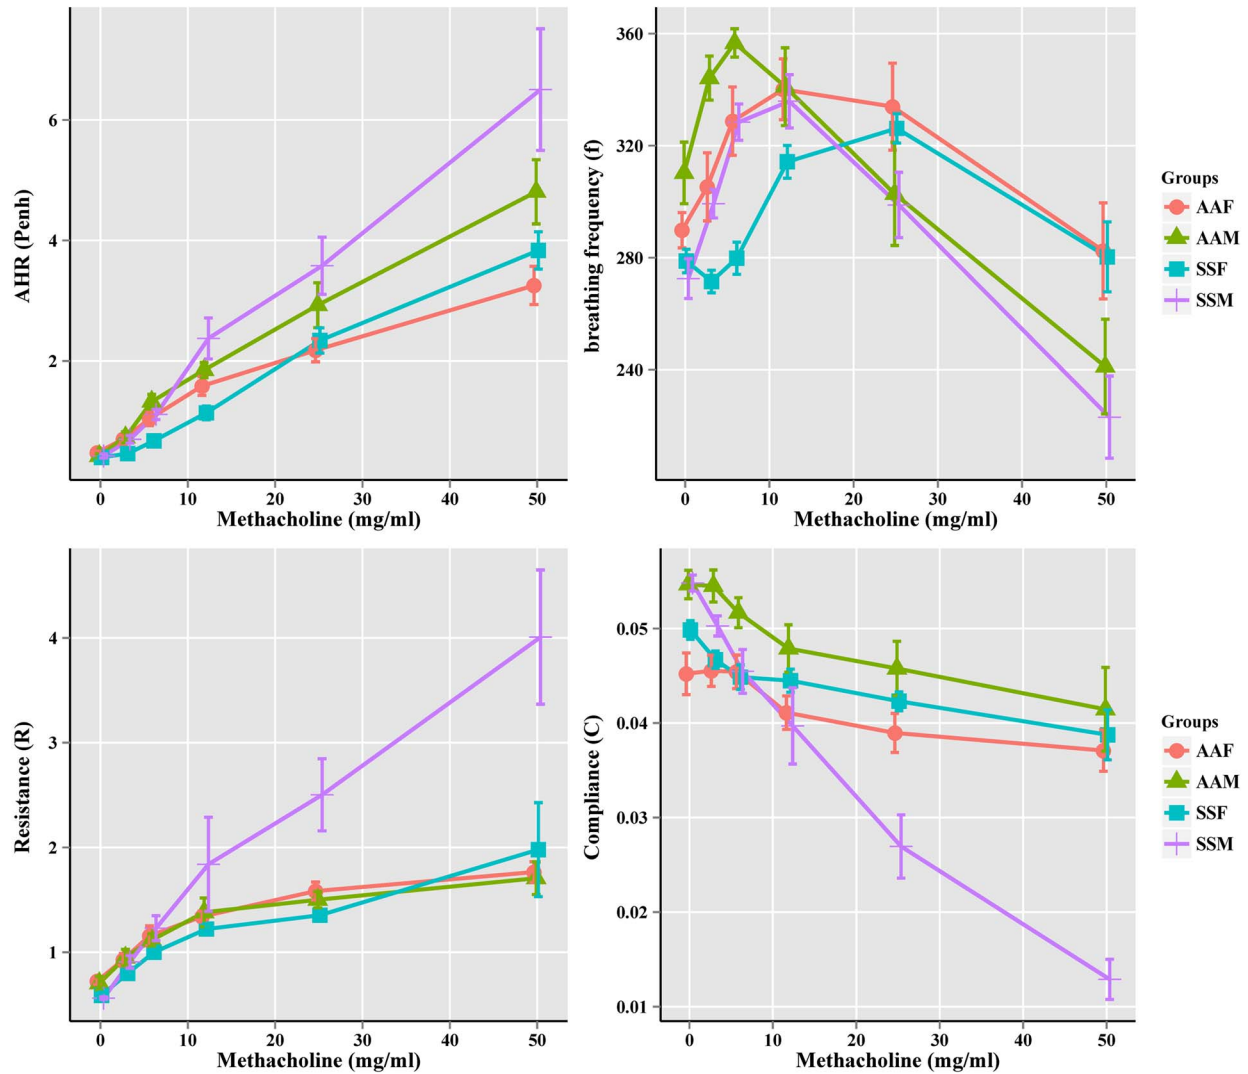 AHR (Penh)
6
4
2
0 10 20 30 40 50
Methacholine (mg/ml)
breathing frequency (f)
360
320
280
240
0 10 20 30 40 50
Methacholine (mg/ml)
Groups
AAF
AAM
SSF
SSM
Resistance (R)
4
3
2
1
0 10 20 30 40 50
Methacholine (mg/ml)
Compliance (C)
0.05
0.04
0.03
0.02
0.01
0 10 20 30 40 50
Methacholine (mg/ml)
Groups
AAF
AAM
SSF
SSM